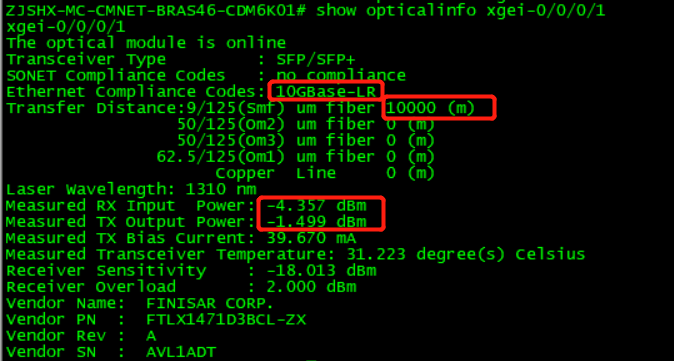 ZJSHX-MC-CMNET-BRAS46-CDM6K01# show opticalinfo xgei-0/0/0/1
xgei-0/0/0/1
The optical module is online
Transceiver Type : SFP/SFP+
SONET Compliance Codes : no compliance
Ethernet Compliance Codes: 10GBase-LR
Transfer Distance:9/125(Smf) um fiber 10000 (m)
50/125(Om2) um fiber 0 (m)
50/125(Om3) um fiber 0 (m)
62.5/125(Om1) um fiber 0 (m)
Copper Line 0 (m)
Laser Wavelength: 1310 nm
Measured RX Input Power: -4.357 dBm
Measured TX Output Power: -1.499 dBm
Measured TX Bias Current: 39.670 mA
Measured Transceiver Temperature: 31.223 degree(s) Celsius
Receiver Sensitivity : -18.013 dBm
Receiver Overload : 2.000 dBm
Vendor Name: FINISAR CORP.
Vendor PN : FTLX1471D3BCL-ZX
Vendor Rev : A
Vendor SN : AVL1ADT